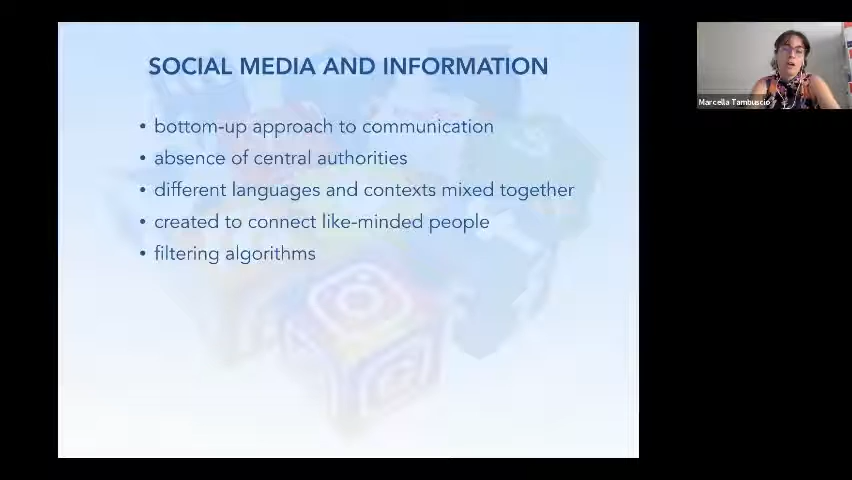 SOCIAL MEDIA AND INFORMATION
• bottom-up approach to communication
• absence of central authorities
• different languages and contexts mixed together
• created to connect like-minded people
• filtering algorithms
Marcella Tambuscio